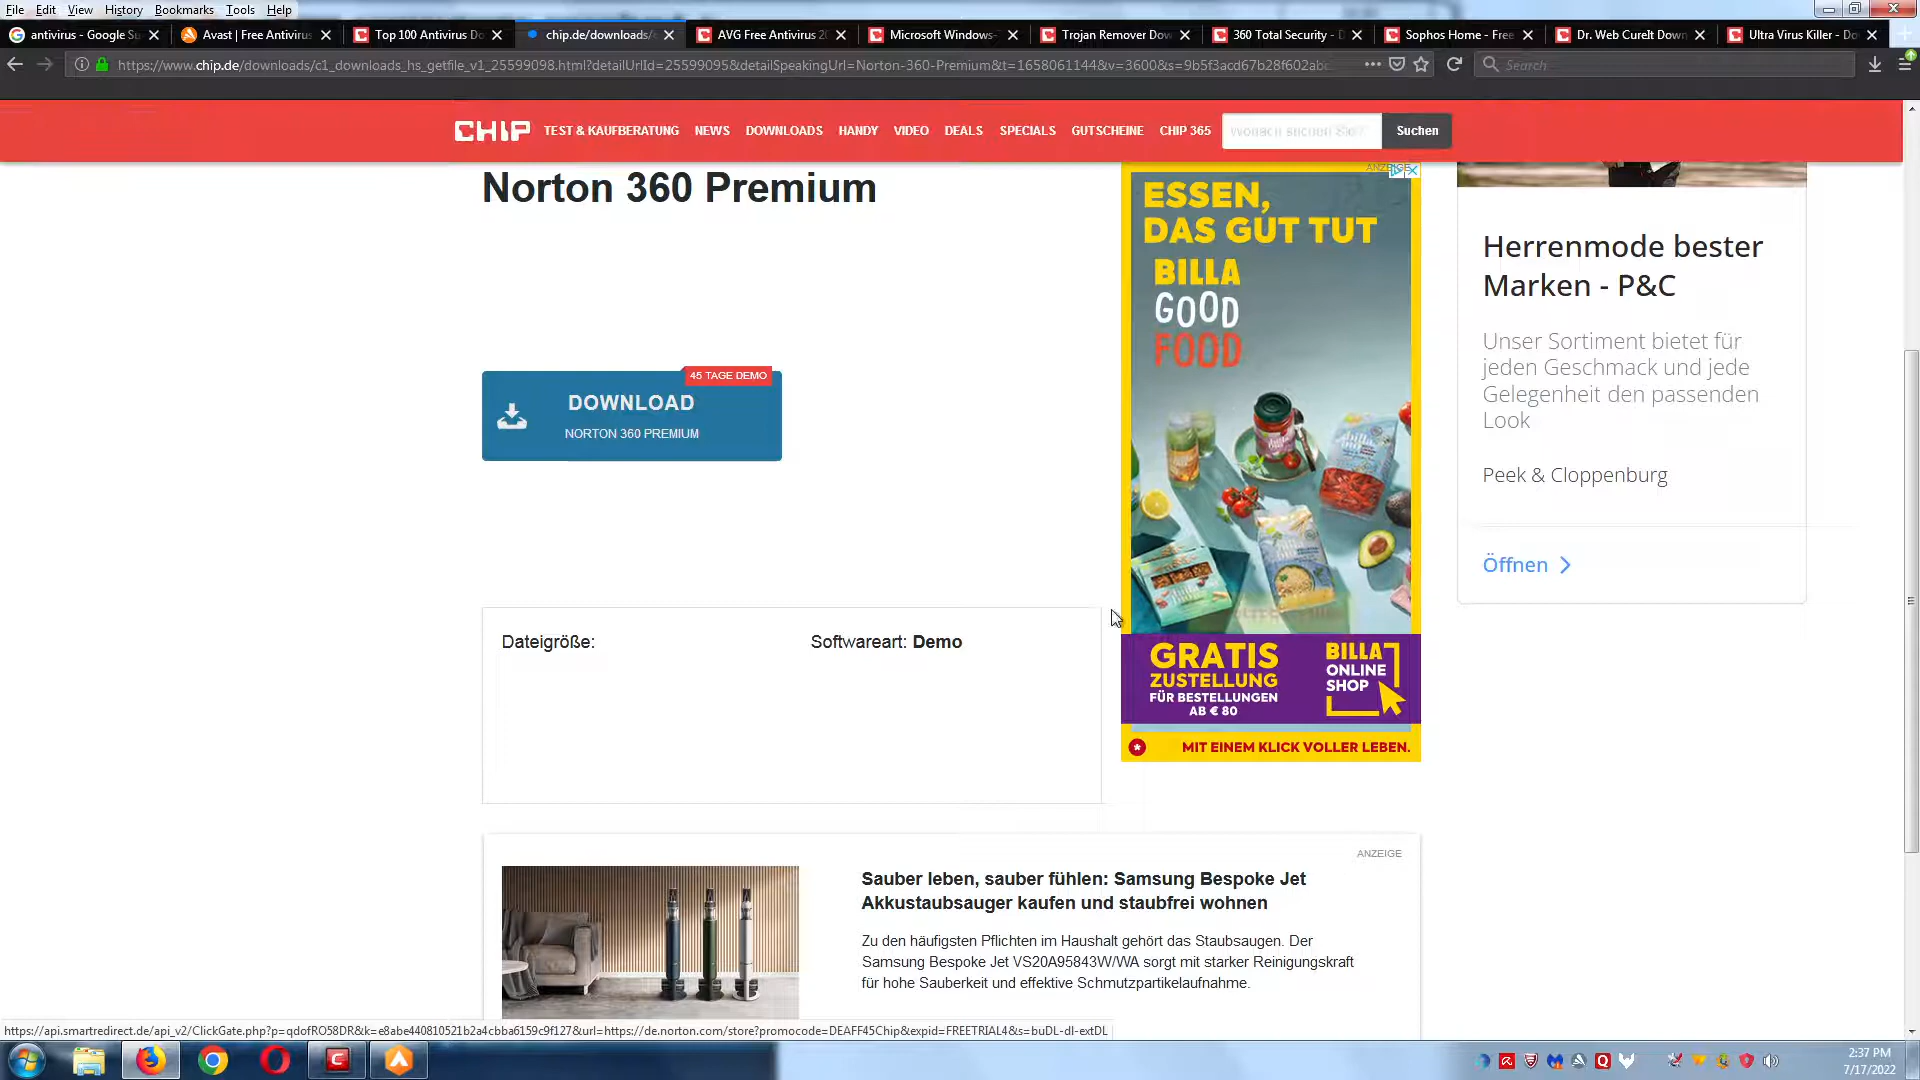 File Edit View History Bookmarks Tools Help
antivirus - Google Su
Avast | Free Antivirus
Top 100 Antivirus Do
chip.de/downloads/
AVG Free Antivirus 20
Microsoft Windows-
Trojan Remover Dow
360 Total Security - D
Sophos Home - Free
Dr. Web CureIt Down
Ultra Virus Killer - Do
https://www.chip.de/downloads/c1_downloads_hs_getfile_v1_25599098.html?detailUrlId=25599095&detailSpeakingUrl=Norton-360-Premium&t=1658061144&v=3600&s=9b5f3acd67b28f602abc
Search
CHIP TEST & KAUFBERATUNG NEWS DOWNLOADS HANDY VIDEO DEALS SPECIALS GUTSCHEINE CHIP 365 Wonach suchen Sie? Suchen
Norton 360 Premium
45 TAGE DEMO
DOWNLOAD
NORTON 360 PREMIUM
Dateigröße:
Softwareart: Demo
ANZEIGE
ESSEN,
DAS GUT TUT
BILLA
GOOD
FOOD
GRATIS
ZUSTELLUNG
FÜR BESTELLUNGEN
AB € 80
BILLA
ONLINE
SHOP
MIT EINEM KLICK VOLLER LEBEN.
Herrenmode bester
Marken - P&C
Unser Sortiment bietet für
jeden Geschmack und jede
Gelegenheit den passenden
Look
Peek & Cloppenburg
Öffnen
ANZEIGE
Sauber leben, sauber fühlen: Samsung Bespoke Jet
Akkustaubsauger kaufen und staubfrei wohnen
Zu den häufigsten Pflichten im Haushalt gehört das Staubsaugen. Der
Samsung Bespoke Jet VS20A95843W/WA sorgt mit starker Reinigungskraft
für hohe Sauberkeit und effektive Schmutzpartikelaufnahme.
https://api.smartredirect.de/api_v2/ClickGate.php?p=qdofRO58DR&k=e8abe440810521b2a4cbba6159c9f127&url=https://de.norton.com/store?promocode=DEAFF45Chip&expid=FREETRIAL4&s=buDL-dl-extDL
2:37 PM
7/17/2022